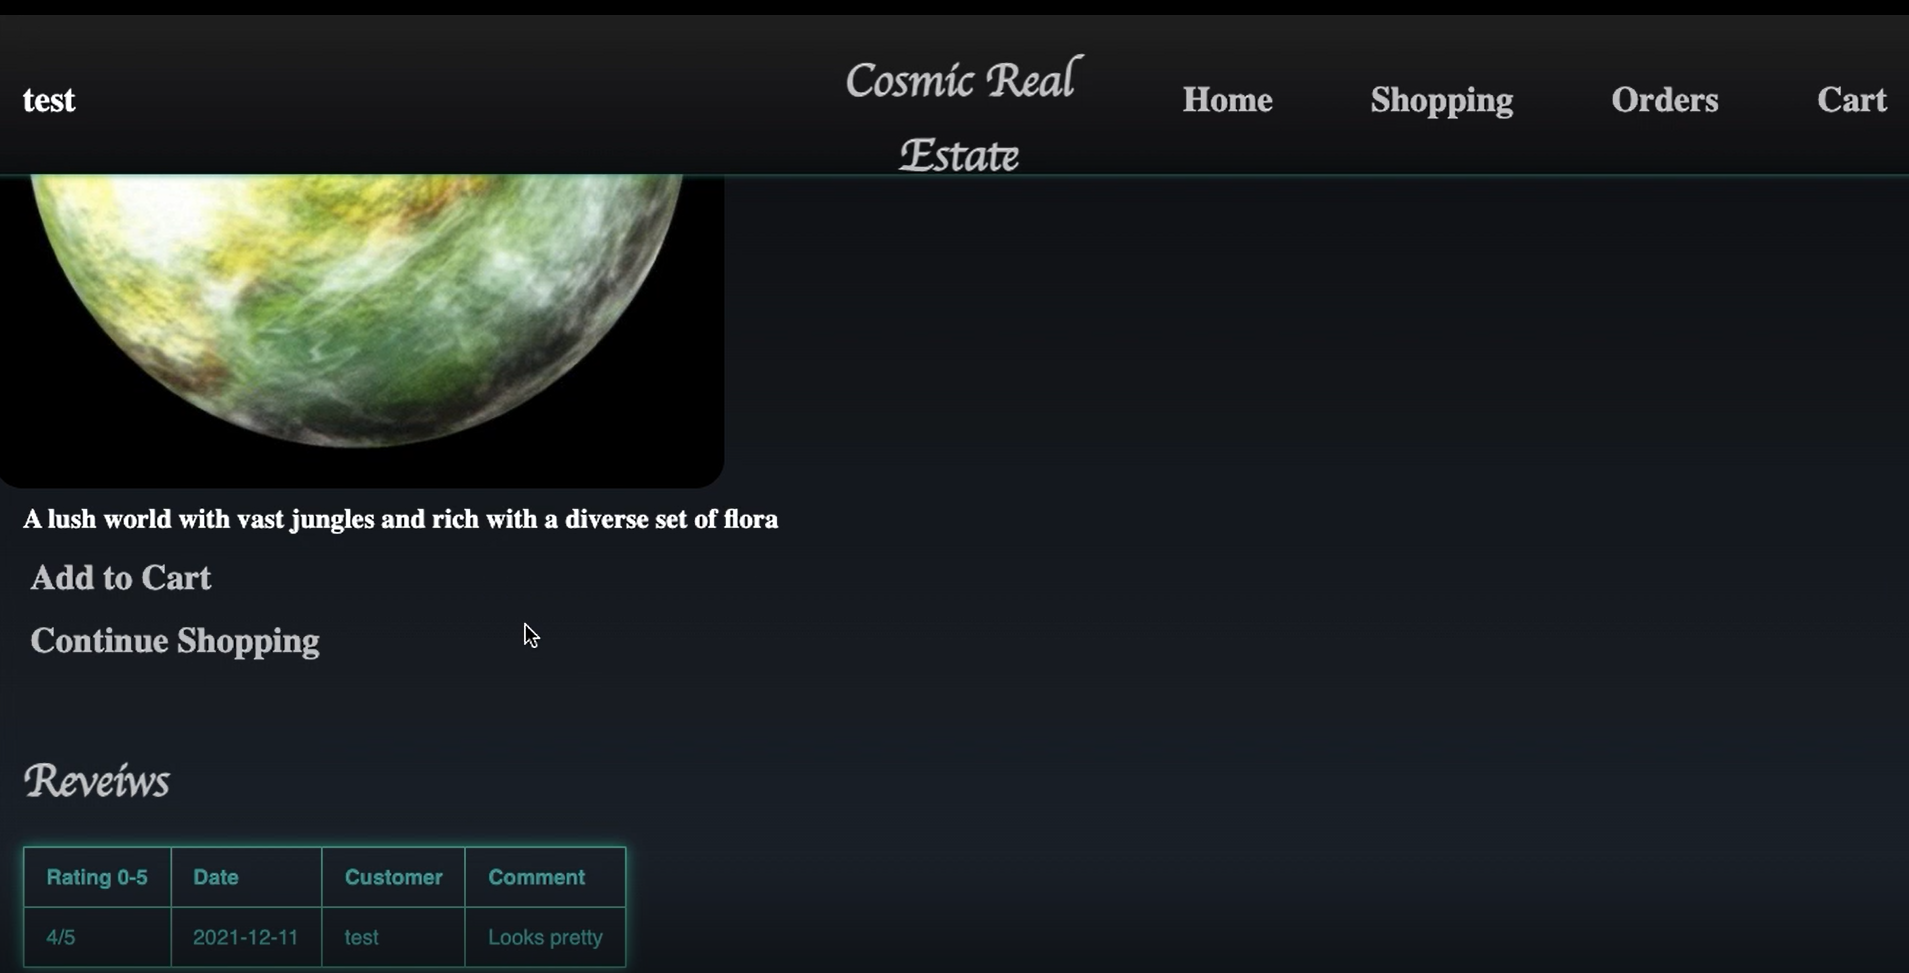 test
Cosmic Real
Estate
Home
Shopping
Orders
Cart
A lush world with vast jungles and rich with a diverse set of flora
Add to Cart
Continue Shopping
Reveiws
Rating 0-5 Date Customer Comment
4/5 2021-12-11 test Looks pretty